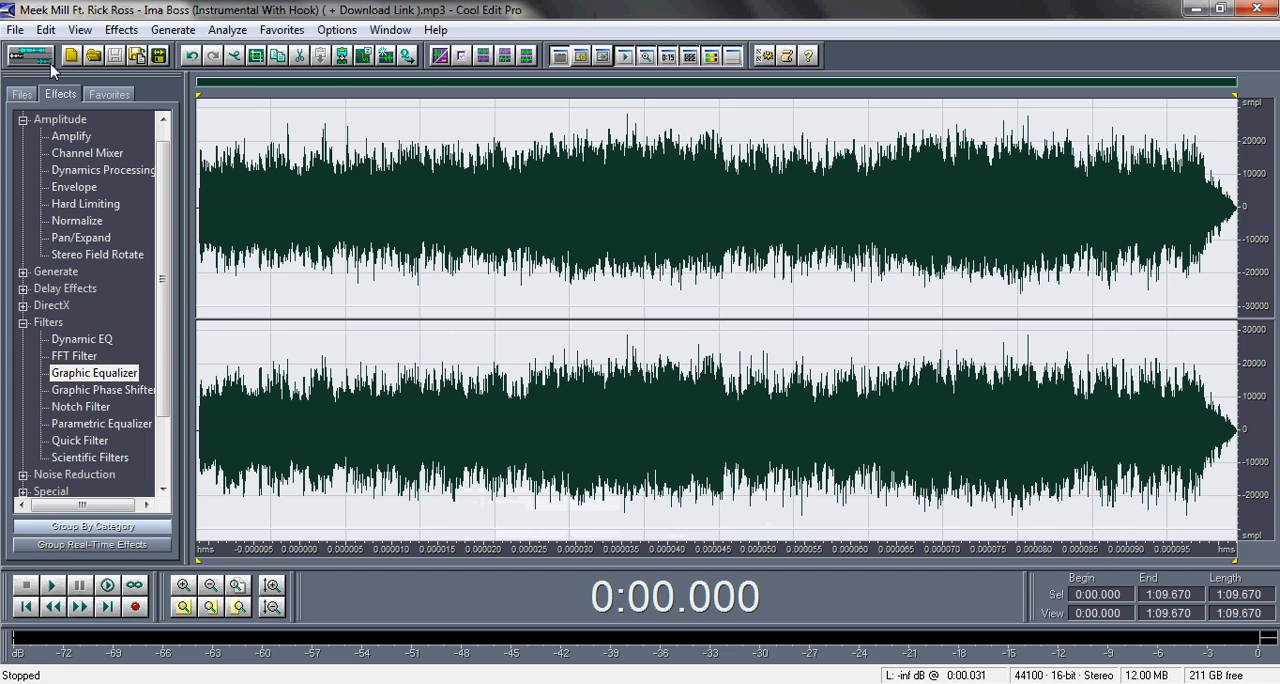 Meek Mill Ft. Rick Ross - Ima Boss (Instrumental With Hook) ( + Download Link ).mp3 - Cool Edit Pro
File Edit View Effects Generate Analyze Favorites Options Window Help
Files Effects Favorites
Amplitude
Amplify
Channel Mixer
Dynamics Processing
Envelope
Hard Limiting
Normalize
Pan/Expand
Stereo Field Rotate
Generate
Delay Effects
DirectX
Filters
Dynamic EQ
FFT Filter
Graphic Equalizer
Graphic Phase Shifter
Notch Filter
Parametric Equalizer
Quick Filter
Scientific Filters
Noise Reduction
Special
Group By Category
Group Real-Time Effects
smpl
20000
10000
0
-10000
-20000
-30000
30000
20000
10000
0
-10000
-20000
smpl
hms -0.000005 0.000000 0.000005 0.000010 0.000015 0.000020 0.000025 0.000030 0.000035 0.000040 0.000045 0.000050 0.000055 0.000060 0.000065 0.000070 0.000075 0.000080 0.000085 0.000090 0.000095 hms
0:00.000
Begin End Length
Sel 0:00.000 1:09.670 1:09.670
View 0:00.000 1:09.670 1:09.670
dB -72 -69 -66 -63 -60 -57 -54 -51 -48 -45 -42 -39 -36 -33 -30 -27 -24 -21 -18 -15 -12 -9 -6 -3 0
Stopped
L: -inf dB @ 0:00.031 44100 · 16-bit · Stereo 12.00 MB 211 GB free